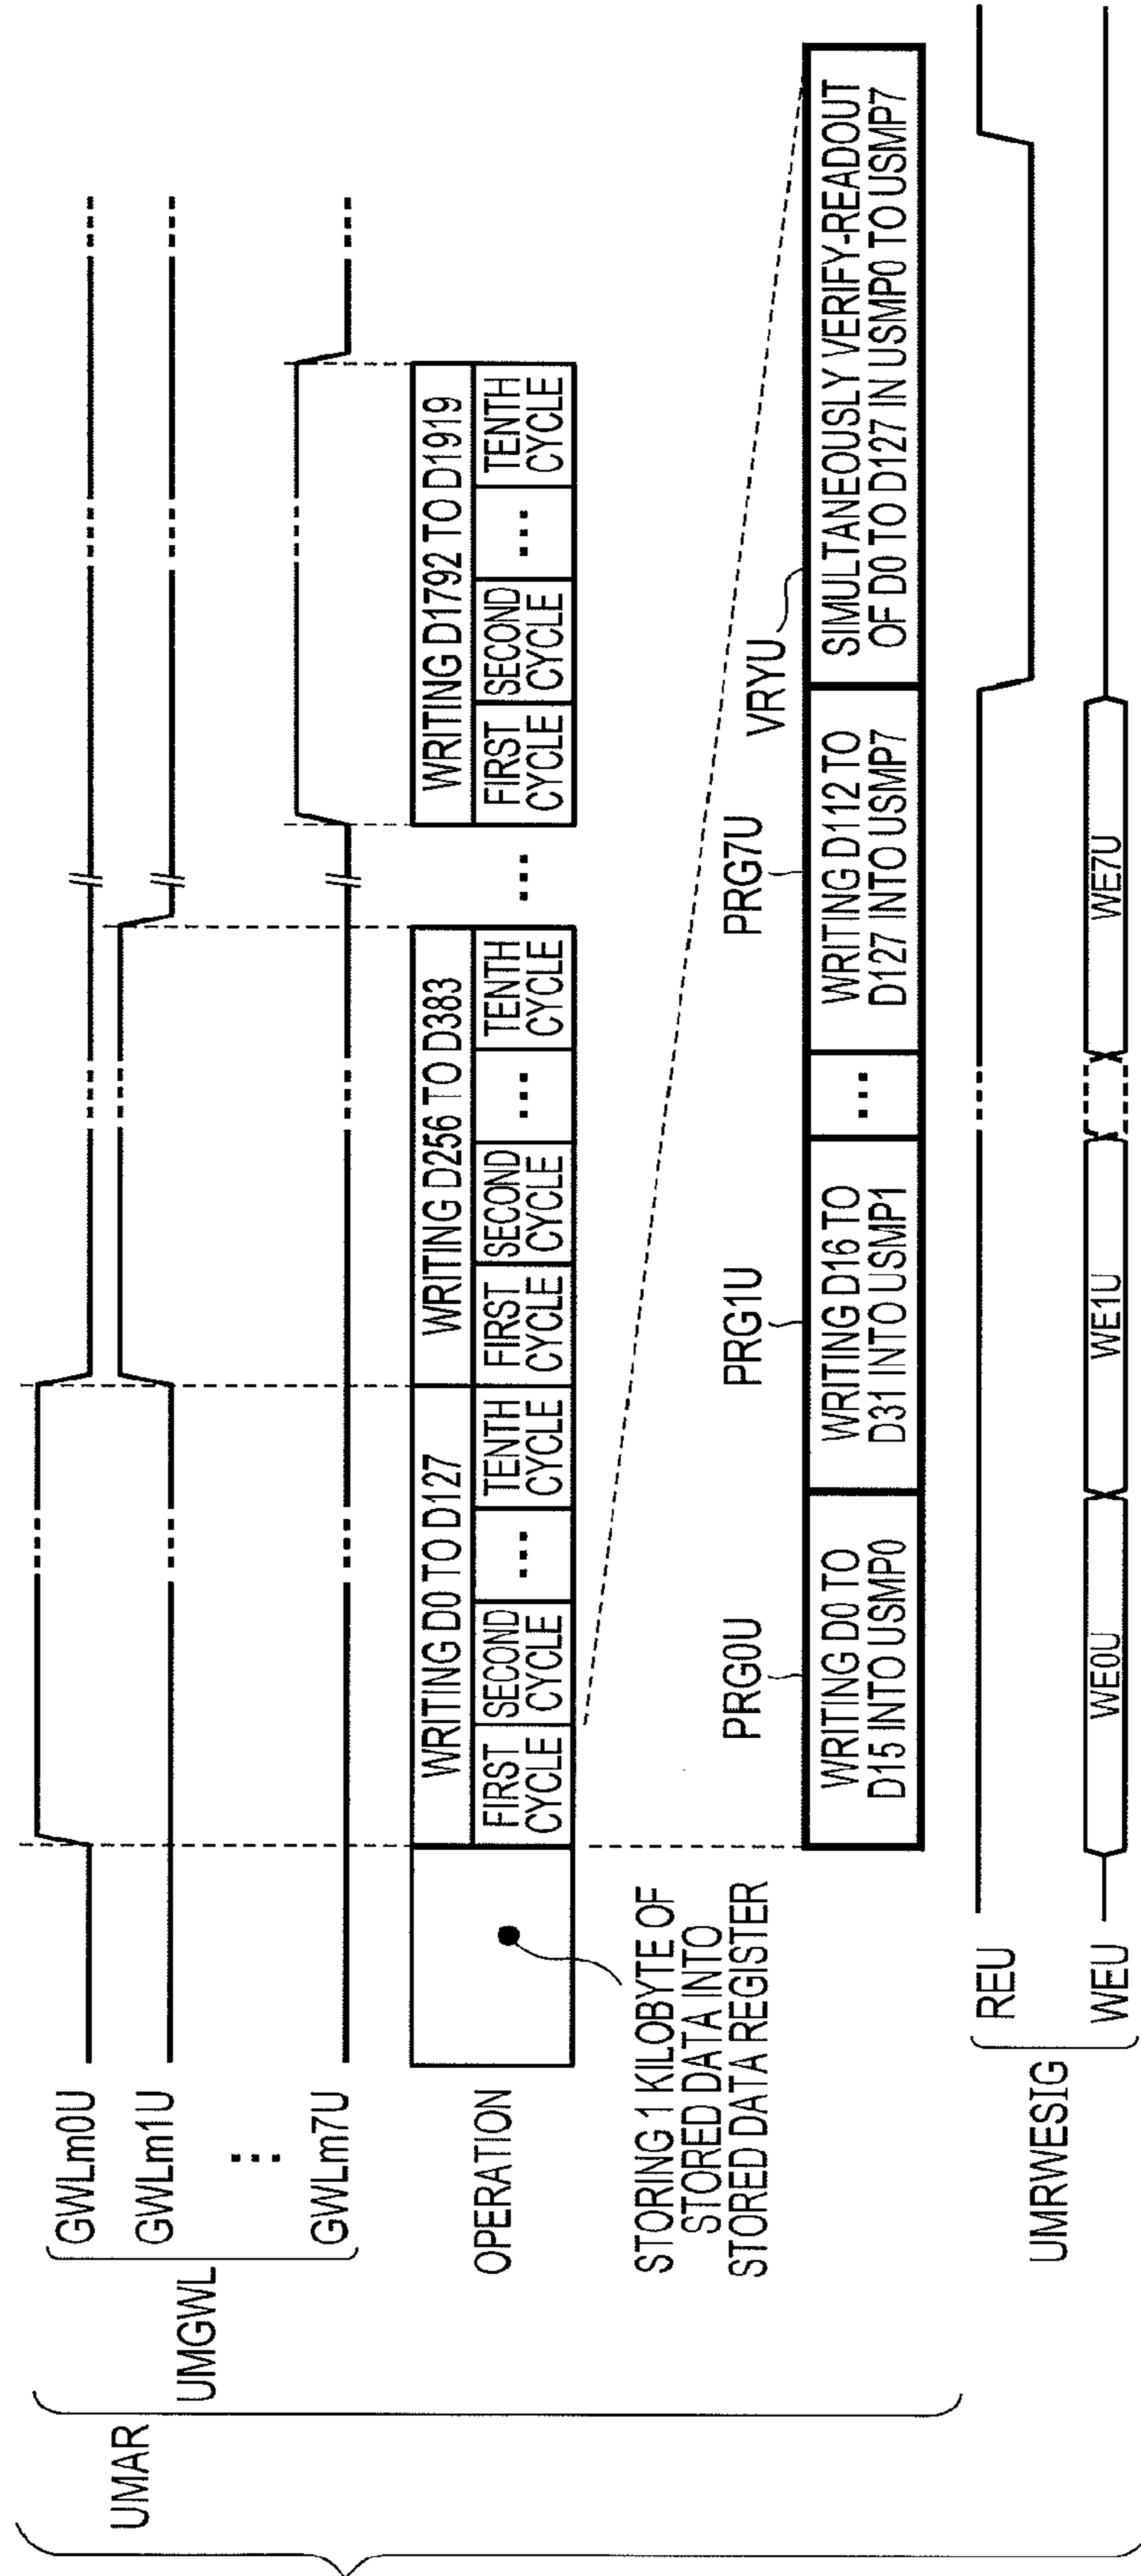 UMAR
UMGWL
GWLm0U
GWLm1U
⋮
GWLm7U
OPERATION
STORING 1 KILOBYTE OF
STORED DATA INTO
STORED DATA REGISTER
WRITING D0 TO D127
FIRST CYCLE
SECOND CYCLE
...
TENTH CYCLE
WRITING D256 TO D383
FIRST CYCLE
SECOND CYCLE
...
TENTH CYCLE
...
WRITING D1792 TO D1919
FIRST CYCLE
SECOND CYCLE
...
TENTH CYCLE
PRG0U
PRG1U
PRG7U
VRYU
WRITING D0 TO
D15 INTO USMP0
WRITING D16 TO
D31 INTO USMP1
...
WRITING D112 TO
D127 INTO USMP7
SIMULTANEOUSLY VERIFY-READOUT
OF D0 TO D127 IN USMP0 TO USMP7
UMRWESIG
REU
WEU
WE0U
WE1U
WE7U